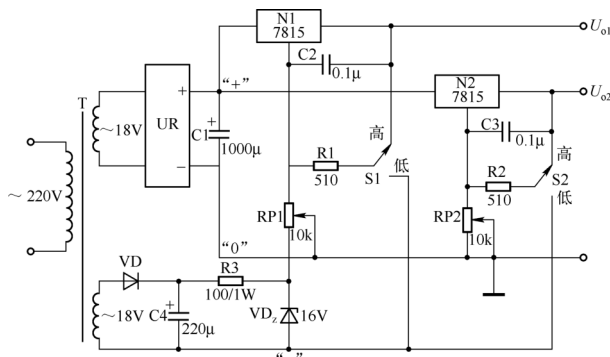 N1
7815
U_o1
C2
0.1μ
N2
7815
U_o2
"+"
T
～18V
UR
+
−
+
C1
1000μ
C3
0.1μ
高
R1
510
S1
低
高
R2
510
S2
低
～220V
RP1
10k
RP2
10k
"0"
VD
R3
100/1W
～18V
+
C4
220μ
VD_z
16V